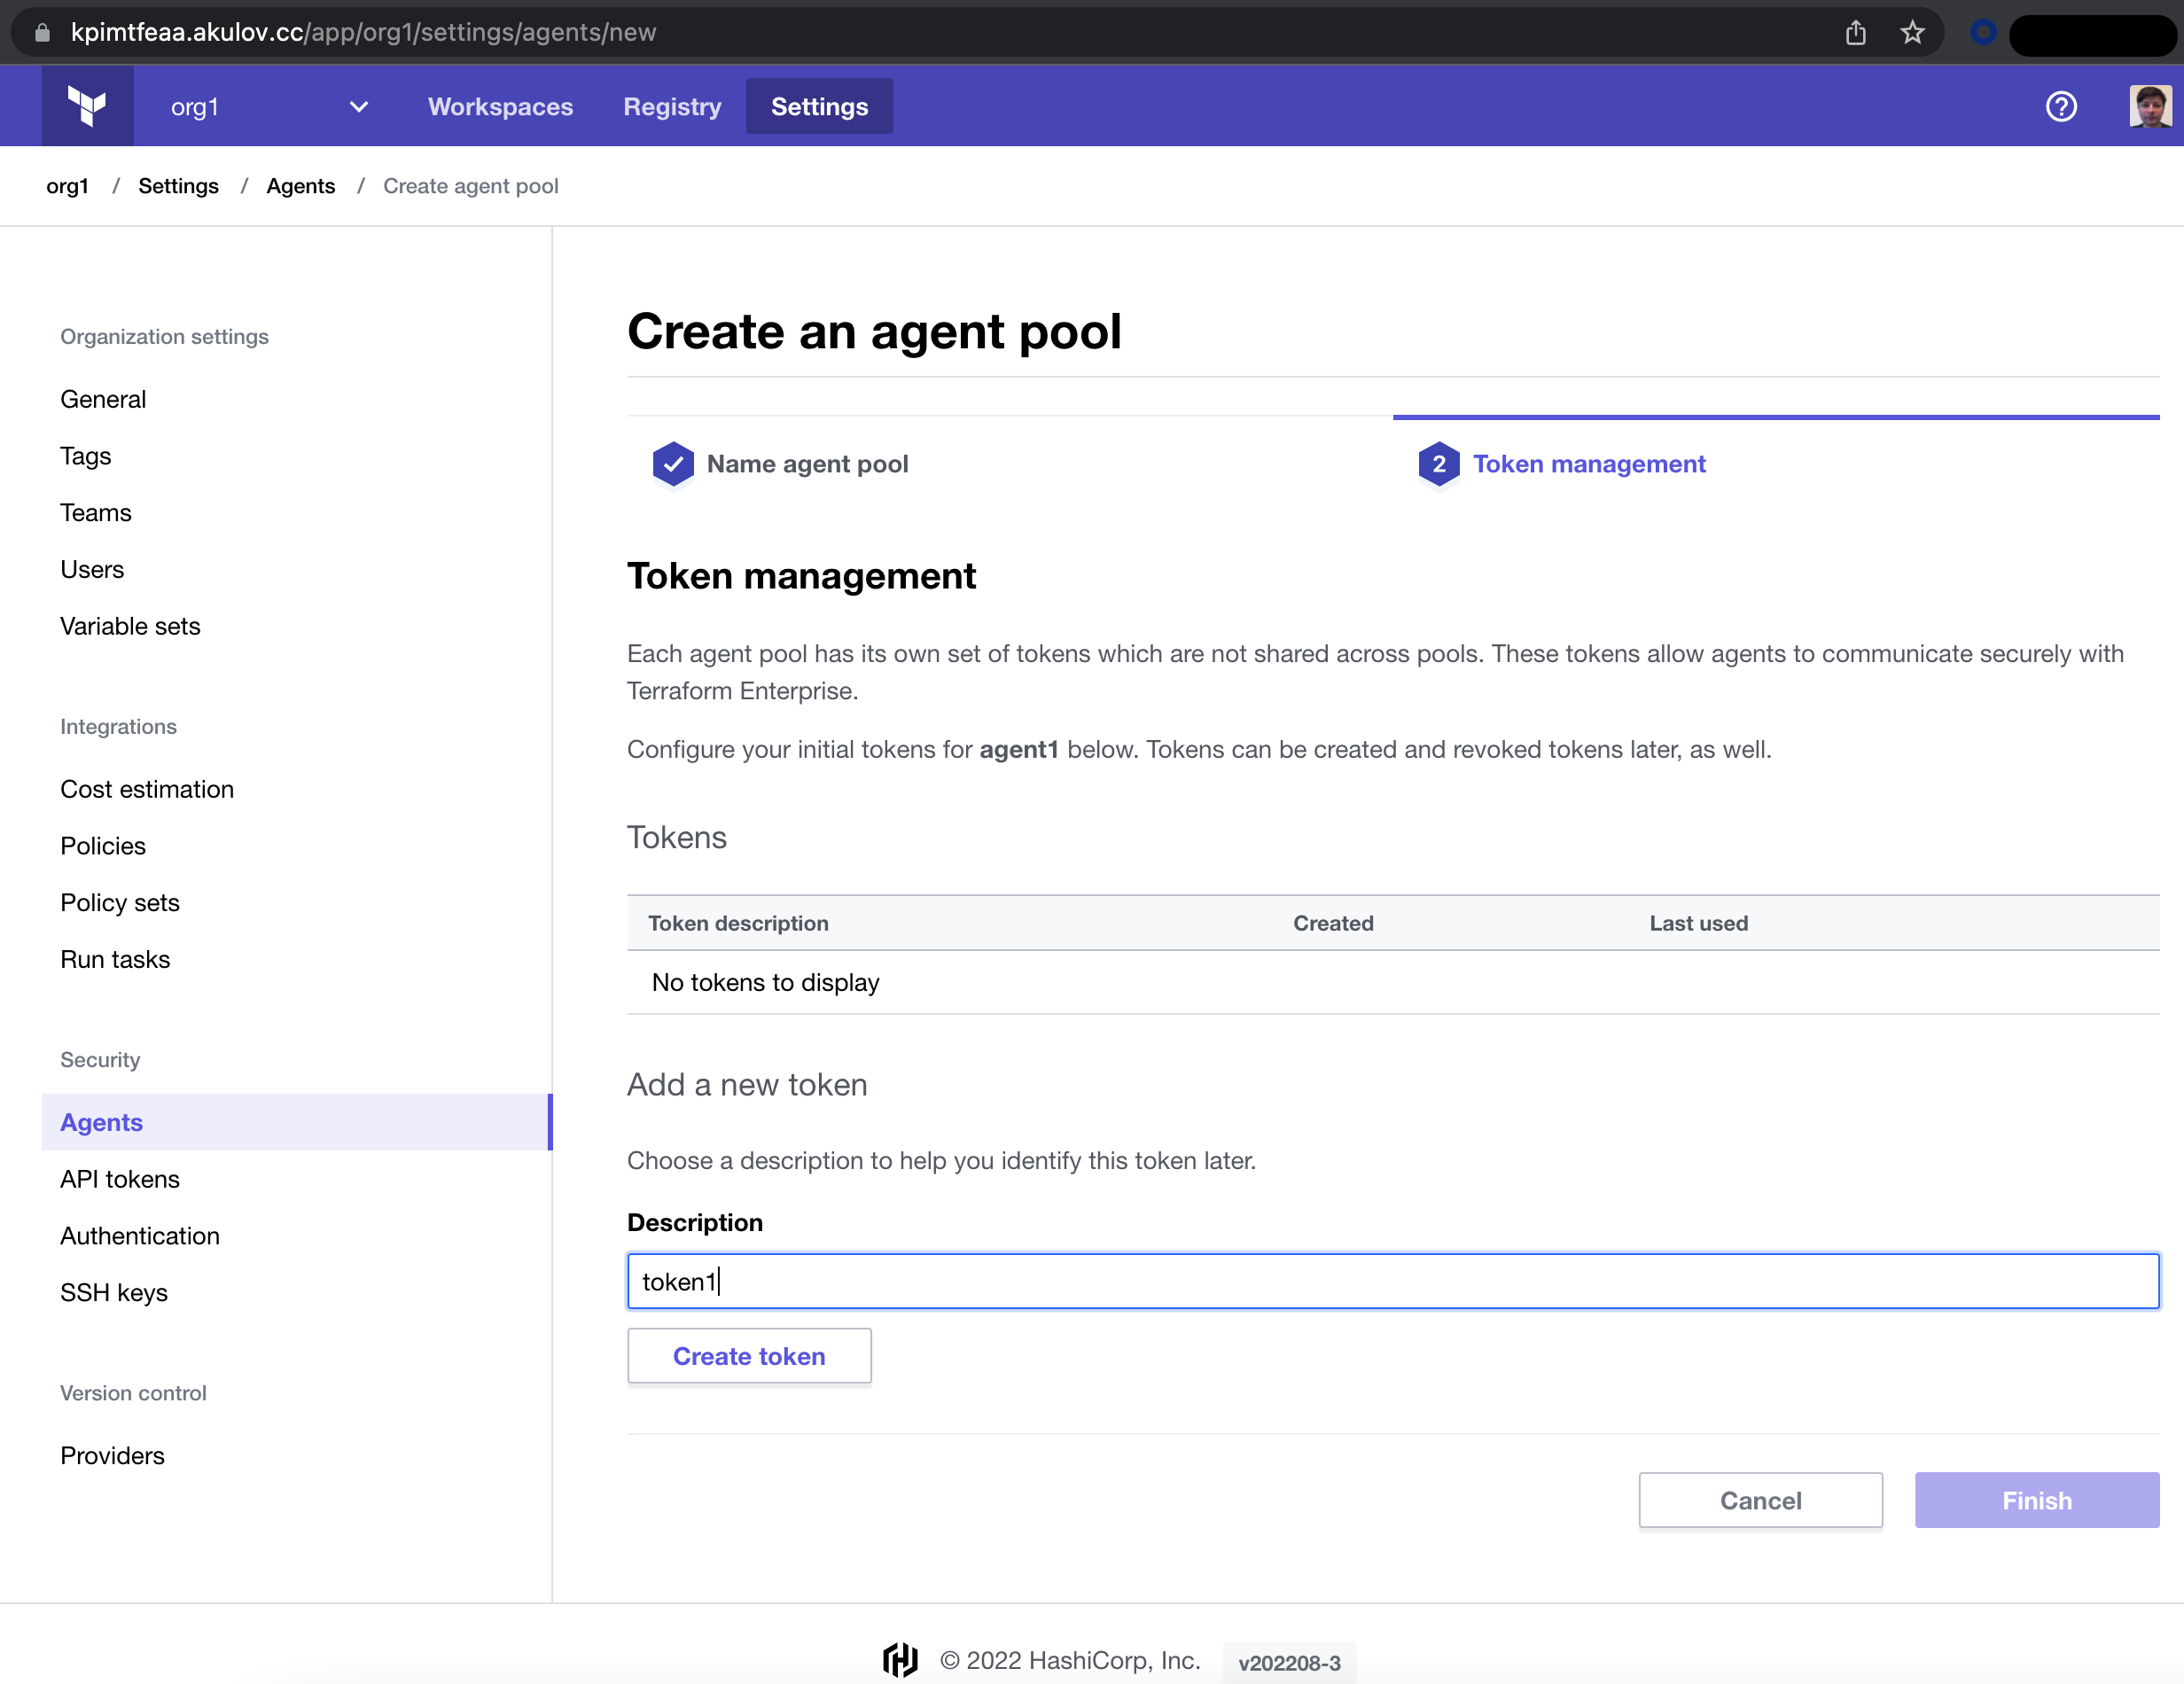 kpimtfeaa.akulov.cc/app/org1/settings/agents/new
org1
Workspaces
Registry
Settings
org1 / Settings / Agents / Create agent pool
Organization settings
General
Tags
Teams
Users
Variable sets
Integrations
Cost estimation
Policies
Policy sets
Run tasks
Security
Agents
API tokens
Authentication
SSH keys
Version control
Providers
Create an agent pool
Name agent pool
2 Token management
Token management
Each agent pool has its own set of tokens which are not shared across pools. These tokens allow agents to communicate securely with
Terraform Enterprise.
Configure your initial tokens for agent1 below. Tokens can be created and revoked tokens later, as well.
Tokens
Token description Created Last used
No tokens to display
Add a new token
Choose a description to help you identify this token later.
Description
token1
Create token
Cancel
Finish
© 2022 HashiCorp, Inc. v202208-3